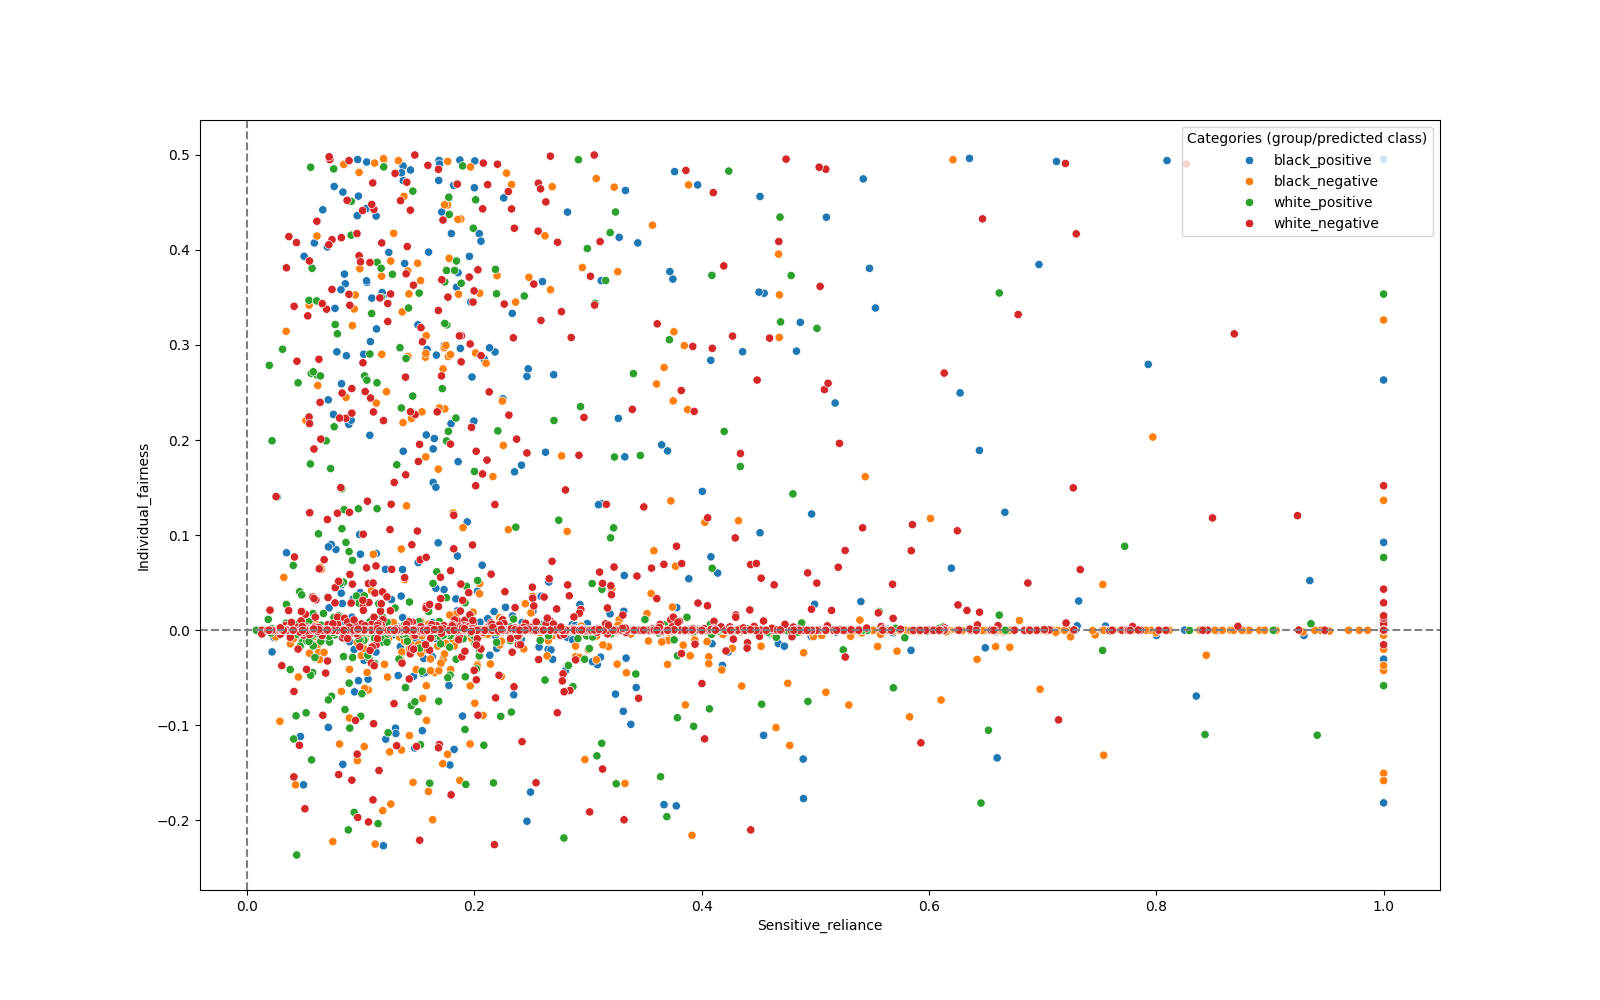 Categories (group/predicted class)
black_positive
black_negative
white_positive
white_negative
0.5
0.4
0.3
0.2
0.1
0.0
−0.1
−0.2
Individual_fairness
0.0
0.2
0.4
0.6
0.8
1.0
Sensitive_reliance